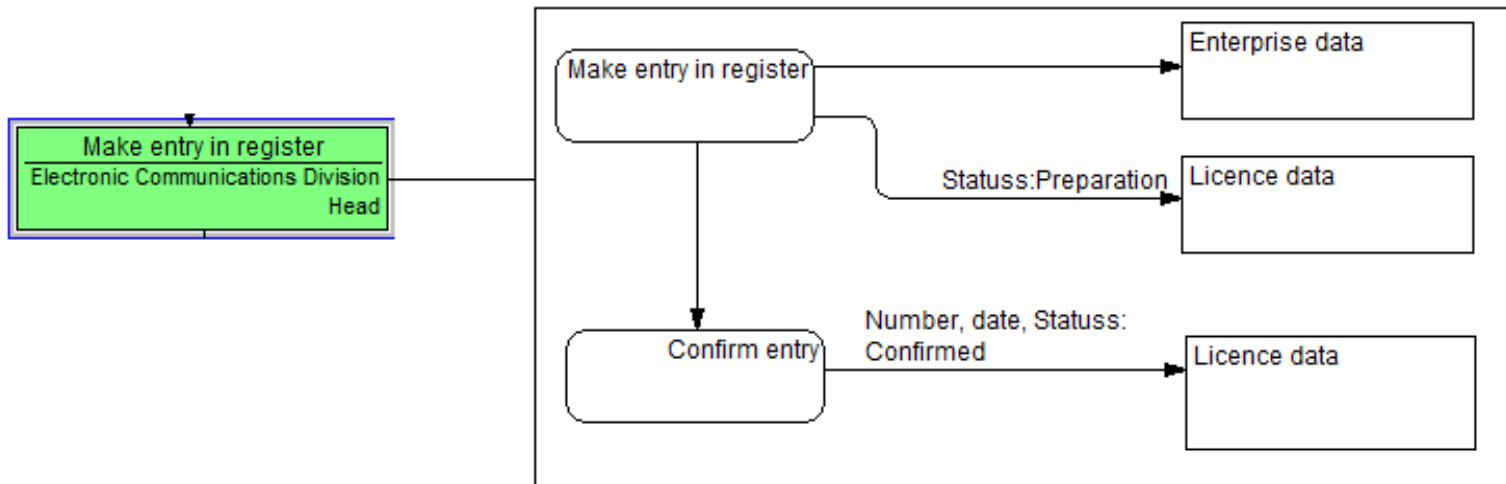 Make entry in register
Electronic Communications Division
Head
Make entry in register
Enterprise data
Statuss:Preparation
Licence data
Confirm entry
Number, date, Statuss:
Confirmed
Licence data